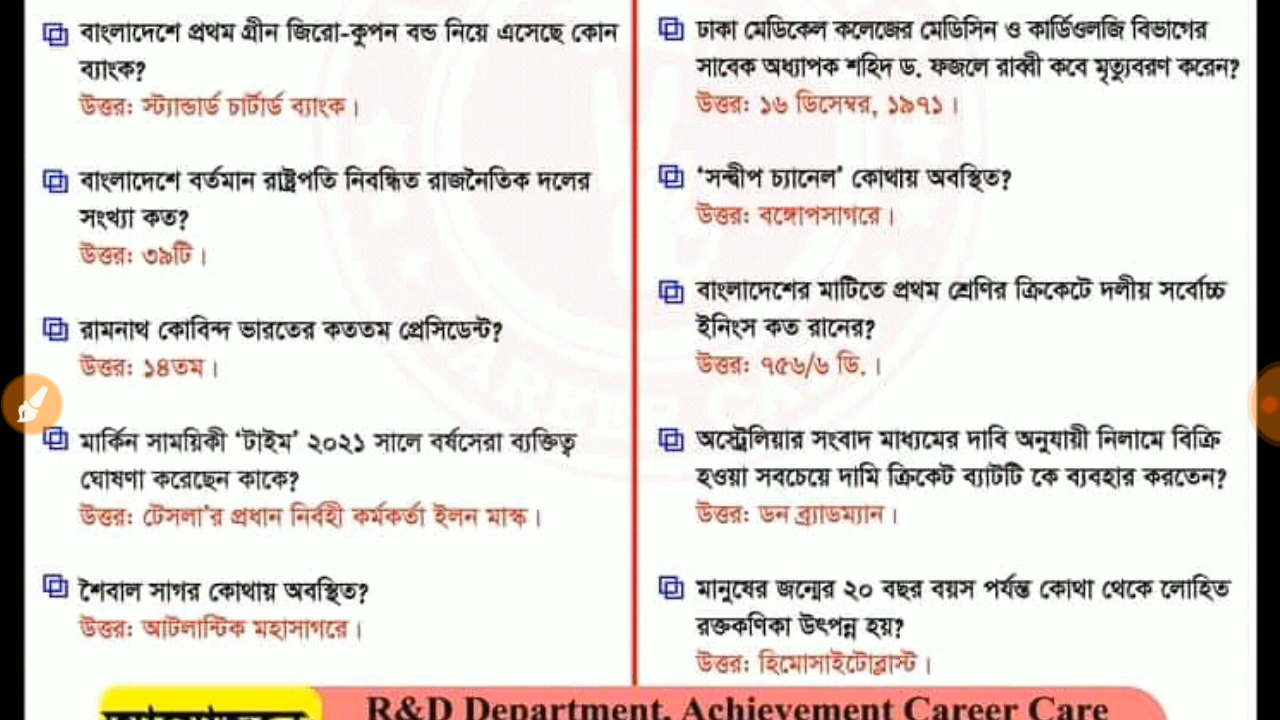 বাংলাদেশে প্রথম গ্রীন জিরো-কুপন বন্ড নিয়ে এসেছে কোন
ব্যাংক?
উত্তর: স্ট্যান্ডার্ড চার্টার্ড ব্যাংক।
বাংলাদেশে বর্তমান রাষ্ট্রপতি নিবন্ধিত রাজনৈতিক দলের
সংখ্যা কত?
উত্তর: ৩৯টি।
রামনাথ কোবিন্দ ভারতের কততম প্রেসিডেন্ট?
উত্তর: ১৪তম।
মার্কিন সাময়িকী ‘টাইম’ ২০২১ সালে বর্ষসেরা ব্যক্তিত্ব
ঘোষণা করেছেন কাকে?
উত্তর: টেসলা'র প্রধান নির্বহী কর্মকর্তা ইলন মাস্ক।
শৈবাল সাগর কোথায় অবস্থিত?
উত্তর: আটলান্টিক মহাসাগরে।
ঢাকা মেডিকেল কলেজের মেডিসিন ও কার্ডিওলজি বিভাগের
সাবেক অধ্যাপক শহিদ ড. ফজলে রাব্বী কবে মৃত্যুবরণ করেন?
উত্তর: ১৬ ডিসেম্বর, ১৯৭১।
‘সন্দ্বীপ চ্যানেল’ কোথায় অবস্থিত?
উত্তর: বঙ্গোপসাগরে।
বাংলাদেশের মাটিতে প্রথম শ্রেণির ক্রিকেটে দলীয় সর্বোচ্চ
ইনিংস কত রানের?
উত্তর: ৭৫৬/৬ ডি.।
অস্ট্রেলিয়ার সংবাদ মাধ্যমের দাবি অনুযায়ী নিলামে বিক্রি
হওয়া সবচেয়ে দামি ক্রিকেট ব্যাটটি কে ব্যবহার করতেন?
উত্তর: ডন ব্র্যাডম্যান।
মানুষের জন্মের ২০ বছর বয়স পর্যন্ত কোথা থেকে লোহিত
রক্তকণিকা উৎপন্ন হয়?
উত্তর: হিমোসাইটোব্লাস্ট।
R&D Department, Achievement Career Care